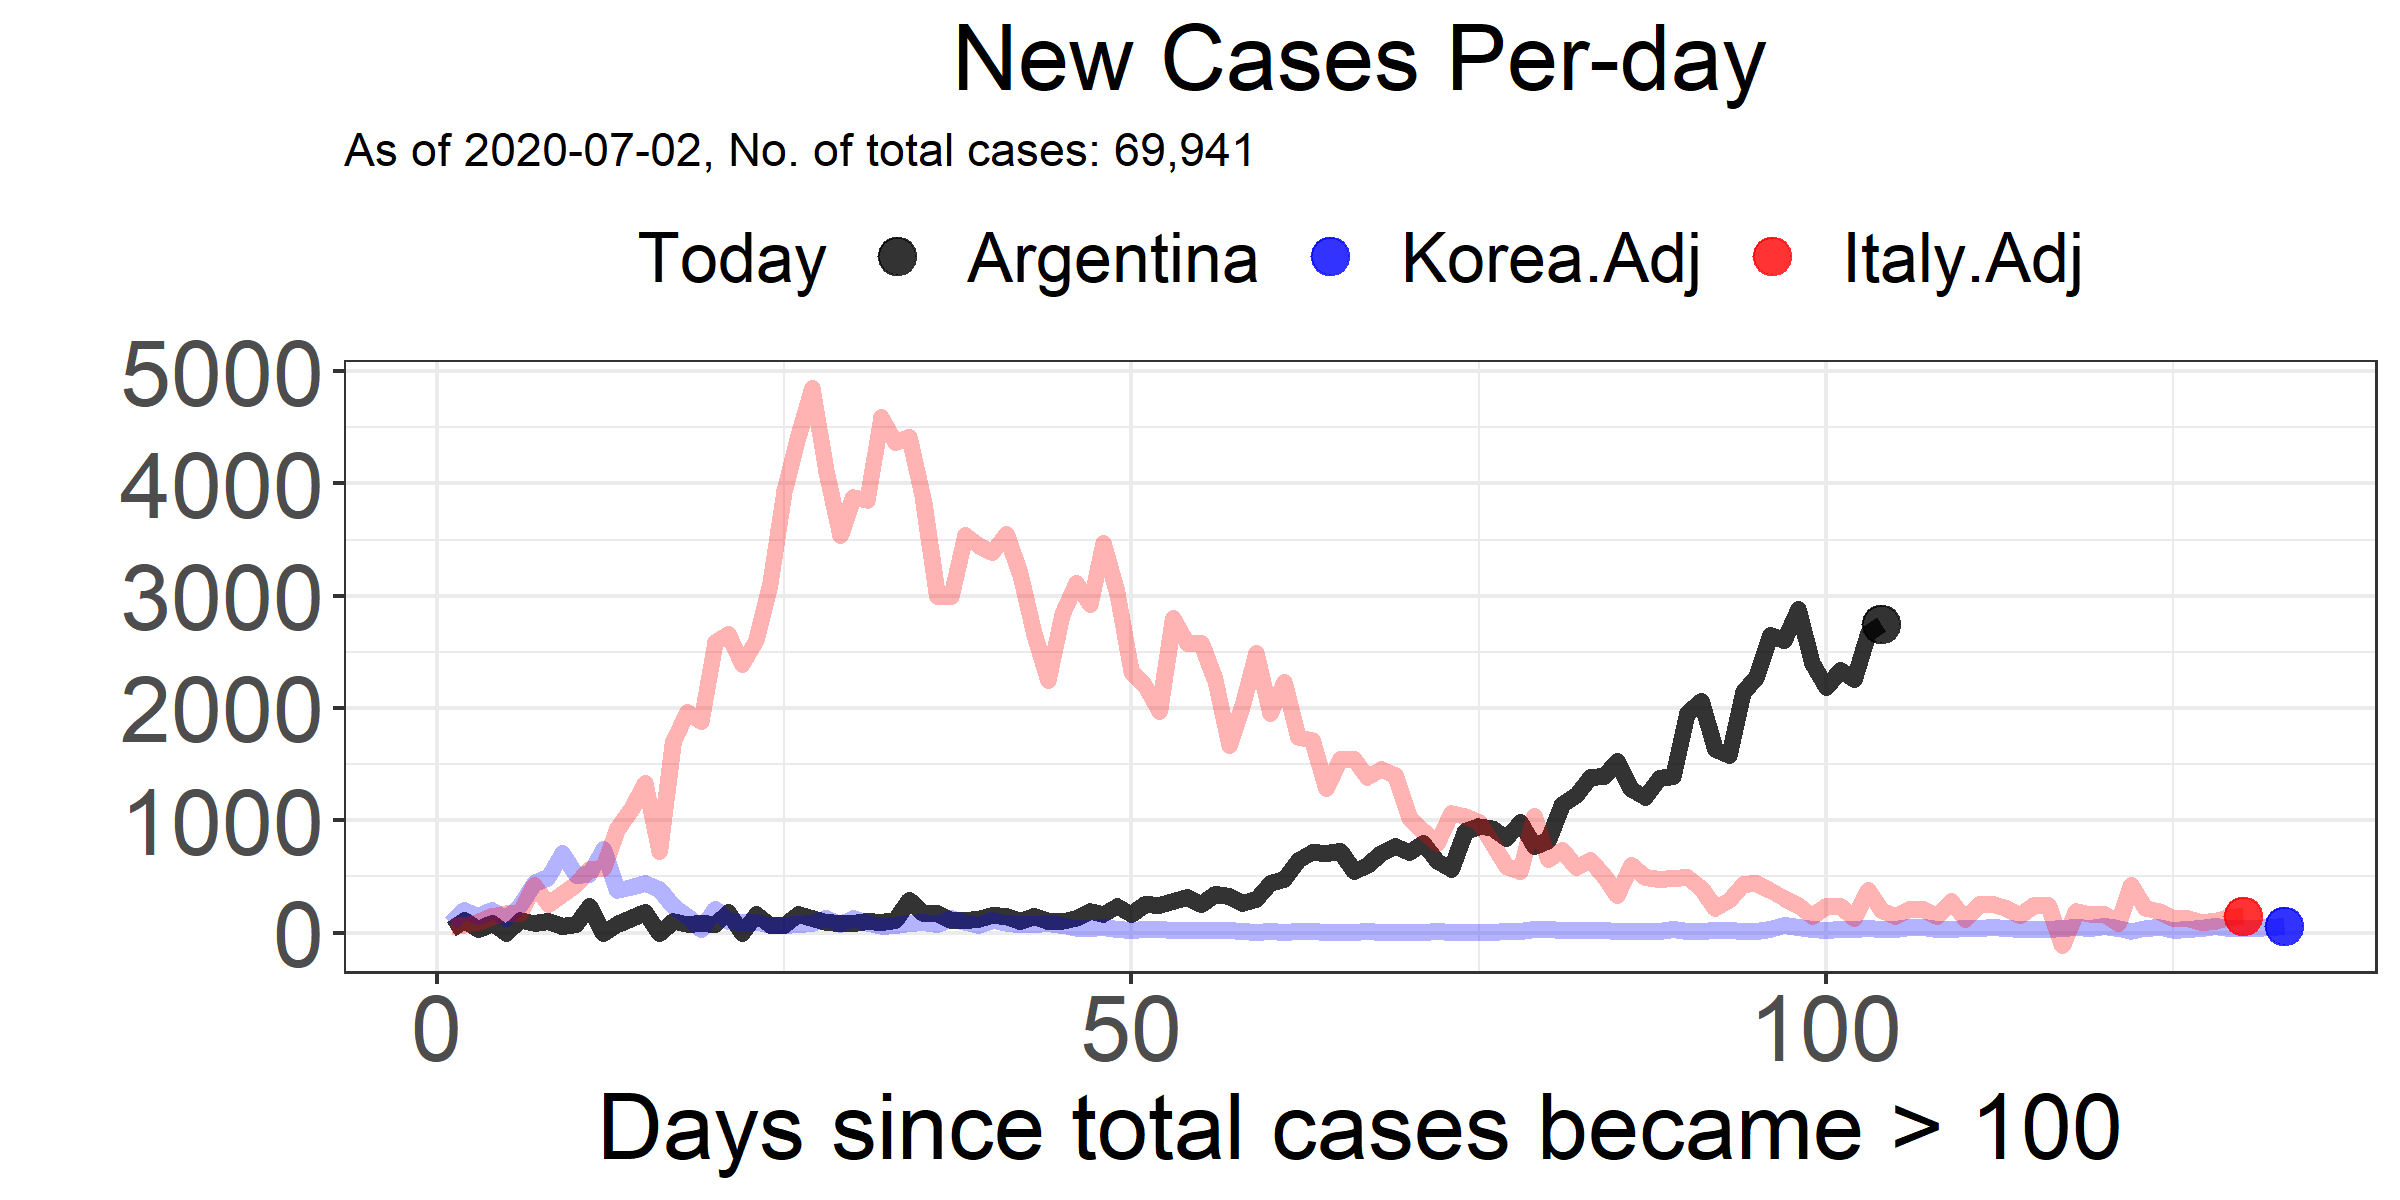 New Cases Per-day
As of 2020-07-02, No. of total cases: 69,941
Today Argentina Korea.Adj Italy.Adj
5000
4000
3000
2000
1000
0
0 50 100
Days since total cases became > 100